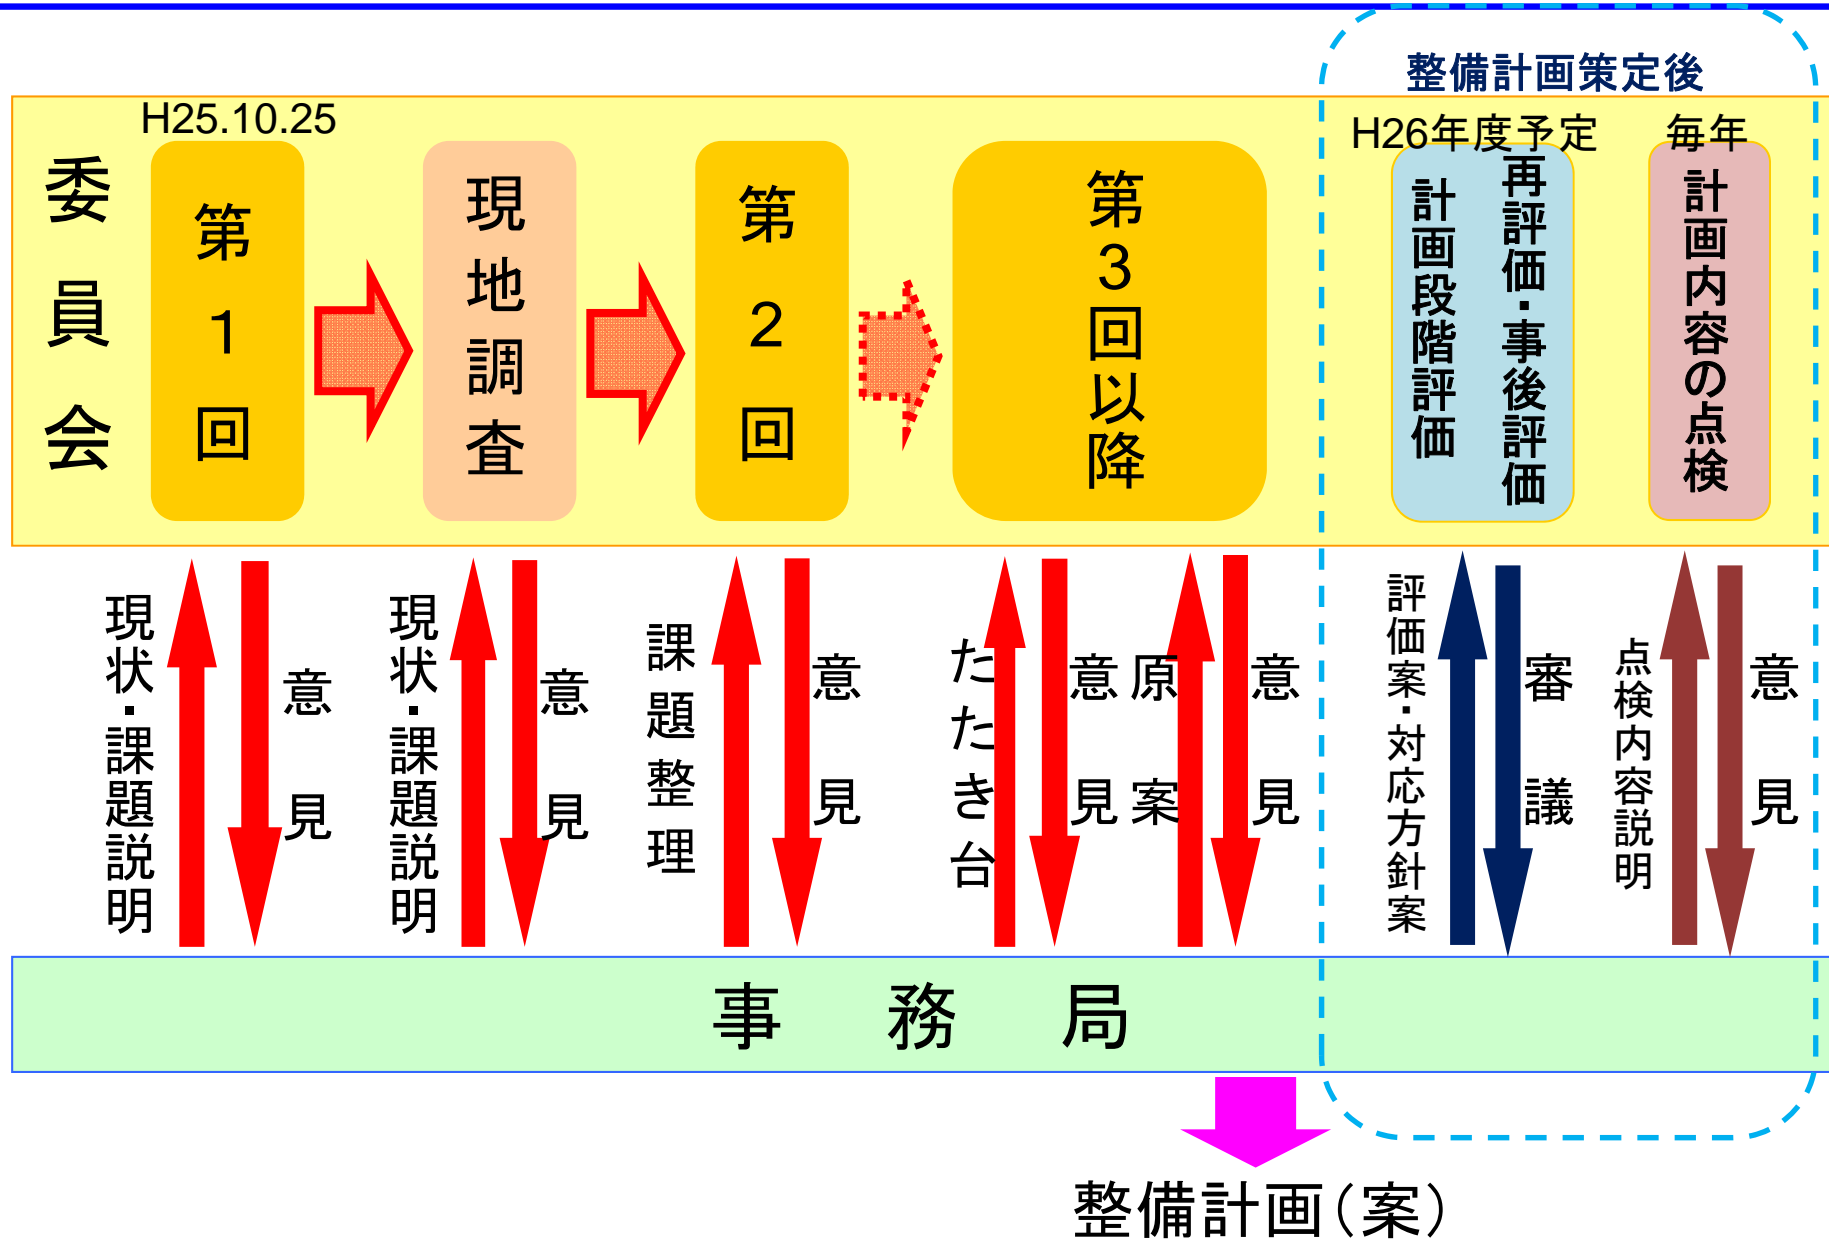 整備計画策定後
H25.10.25
H26年度予定
毎年
委員会
第1回
現地調査
第2回
第3回以降
計画段階評価
再評価・事後評価
計画内容の点検
現状・課題説明
意見
現状・課題説明
意見
課題整理
意見
たたき台
意見
原案
意見
評価案・対応方針案
審議
点検内容説明
意見
事務局
整備計画（案）